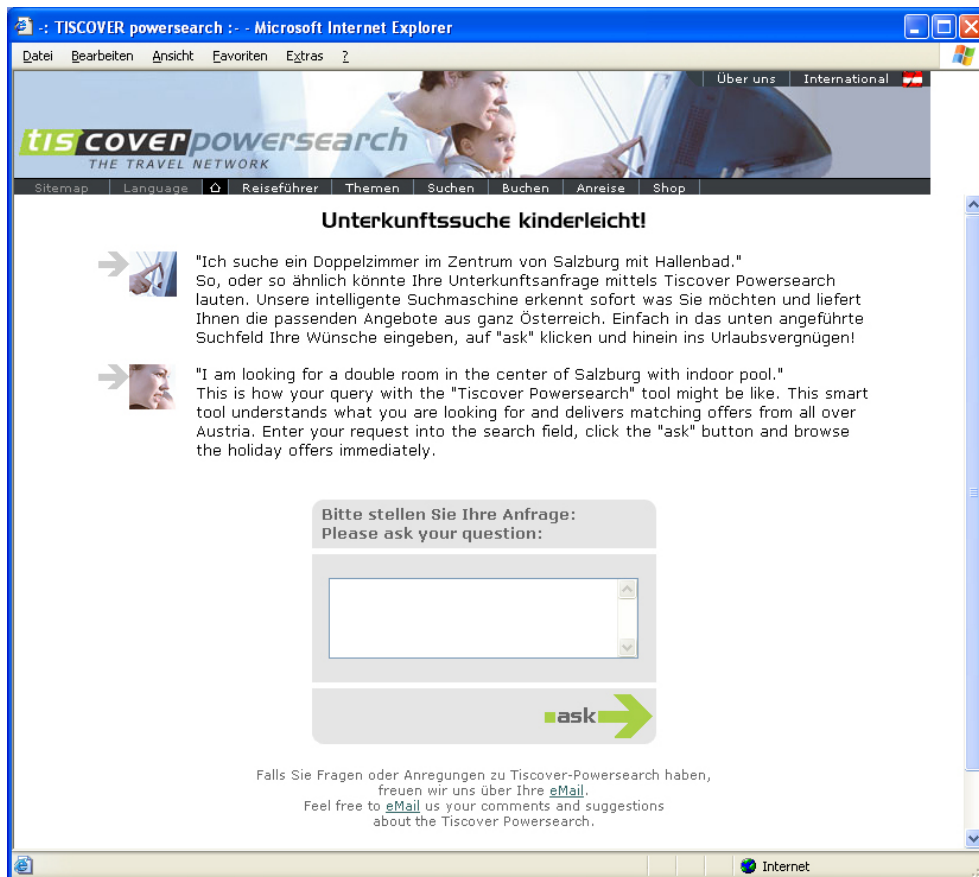 -: TISCOVER powersearch :- - Microsoft Internet Explorer
Datei Bearbeiten Ansicht Favoriten Extras ?
Über uns International
tiscoverpowersearch
THE TRAVEL NETWORK
Sitemap Language Reiseführer Themen Suchen Buchen Anreise Shop
Unterkunftssuche kinderleicht!
"Ich suche ein Doppelzimmer im Zentrum von Salzburg mit Hallenbad."
So, oder so ähnlich könnte Ihre Unterkunftsanfrage mittels Tiscover Powersearch
lauten. Unsere intelligente Suchmaschine erkennt sofort was Sie möchten und liefert
Ihnen die passenden Angebote aus ganz Österreich. Einfach in das unten angeführte
Suchfeld Ihre Wünsche eingeben, auf "ask" klicken und hinein ins Urlaubsvergnügen!
"I am looking for a double room in the center of Salzburg with indoor pool."
This is how your query with the "Tiscover Powersearch" tool might be like. This smart
tool understands what you are looking for and delivers matching offers from all over
Austria. Enter your request into the search field, click the "ask" button and browse
the holiday offers immediately.
Bitte stellen Sie Ihre Anfrage:
Please ask your question:
ask
Falls Sie Fragen oder Anregungen zu Tiscover-Powersearch haben,
freuen wir uns über Ihre eMail.
Feel free to eMail us your comments and suggestions
about the Tiscover Powersearch.
Internet